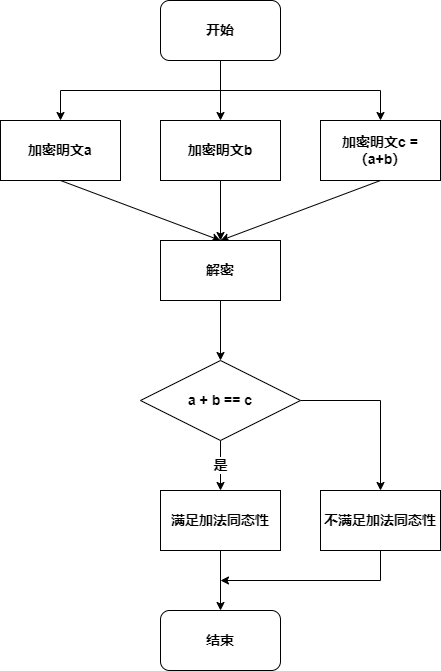 开始
加密明文a
加密明文b
加密明文c =
（a+b）
解密
a + b == c
是
满足加法同态性
不满足加法同态性
结束